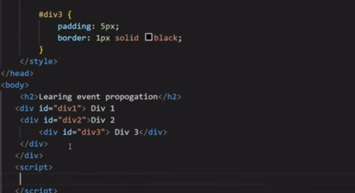 #div3 {
padding: 5px;
border: 1px solid black;
}
</style>
</head>
<body>
<h2>Learing event propogation</h2>
<div id="div1"> Div 1
<div id="div2">Div 2
<div id="div3"> Div 3</div>
</div>
</div>
<script>
</script>